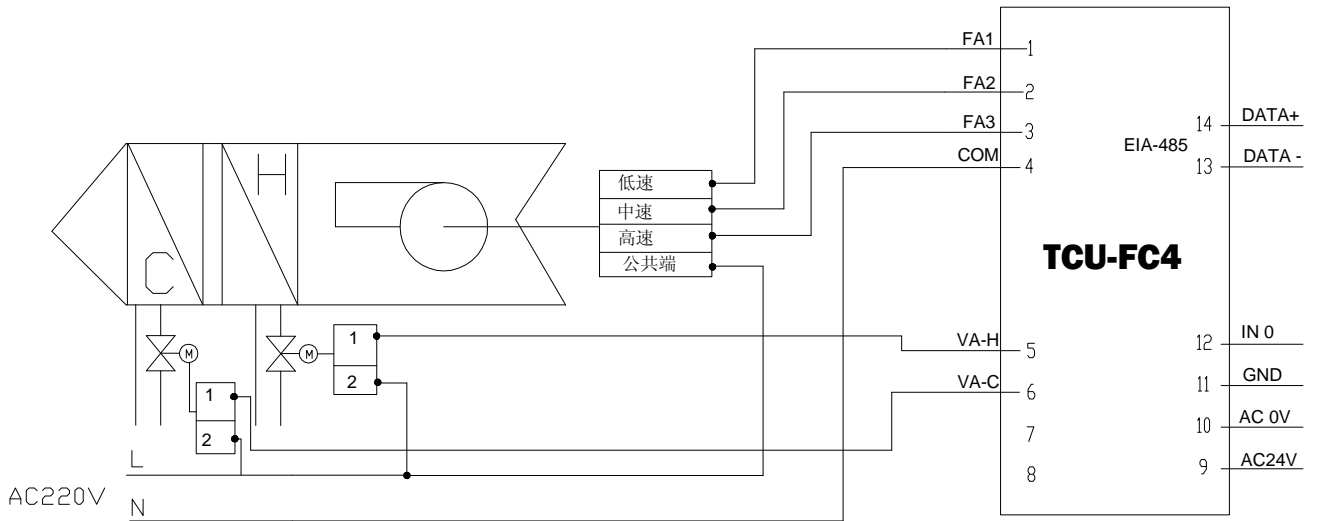 FA1 1
FA2 2
FA3 3
COM 4
14 DATA+
EIA-485
13 DATA -
H
C
低速
中速
高速
公共端
TCU-FC4
M
M
1
2
1
2
VA-H 5
VA-C 6
7
8
12 IN 0
11 GND
10 AC 0V
9 AC24V
L
AC220V
N